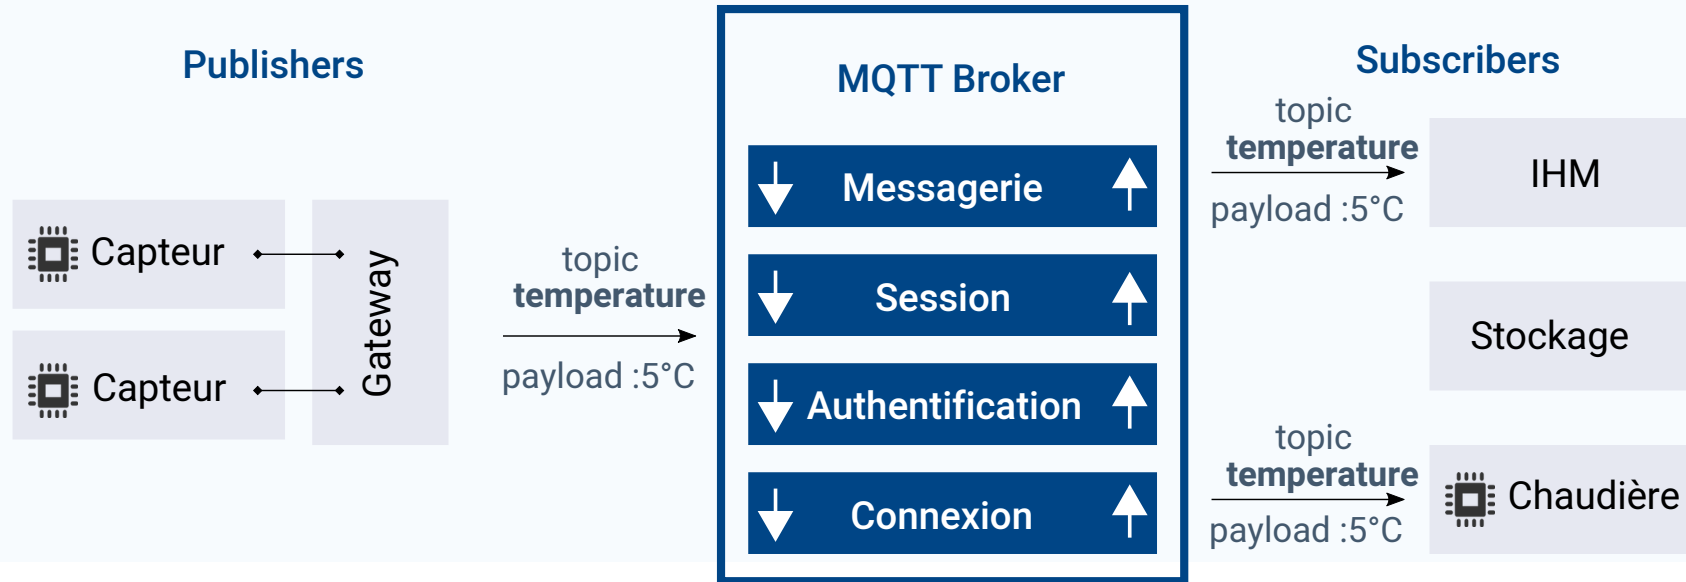 Publishers
Capteur
Capteur
Gateway
topic
temperature
payload :5°C
MQTT Broker
Messagerie
Session
Authentification
Connexion
Subscribers
topic
temperature
payload :5°C
IHM
Stockage
topic
temperature
payload :5°C
Chaudière